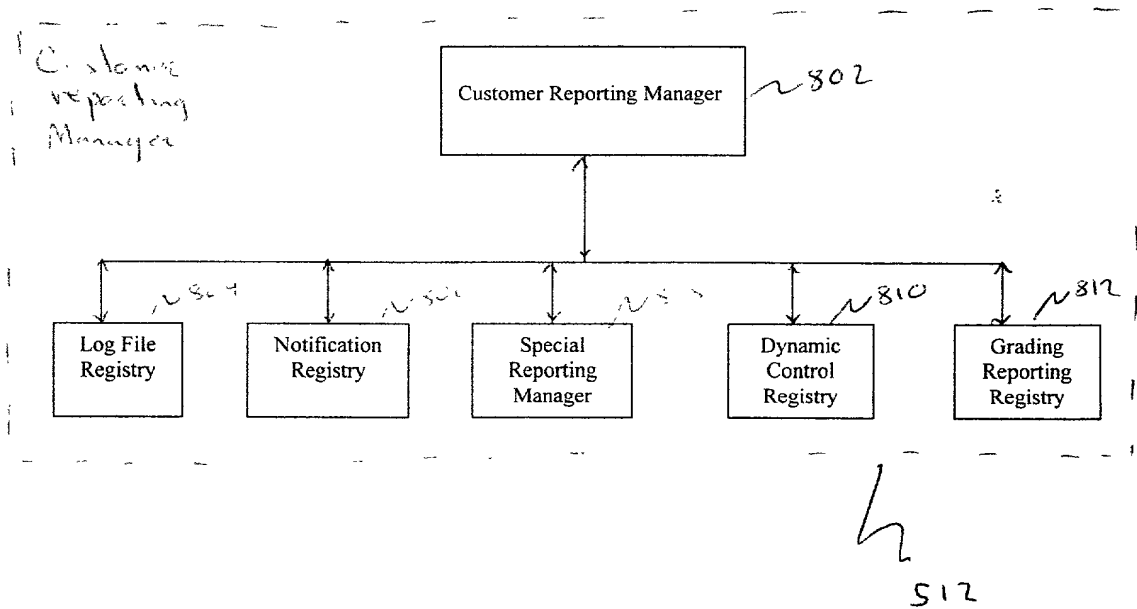 reporting
Manager
Customer Reporting Manager
802
Log File
Registry
Notification
Registry
Special
Reporting
Manager
810
Dynamic
Control
Registry
812
Grading
Reporting
Registry
512